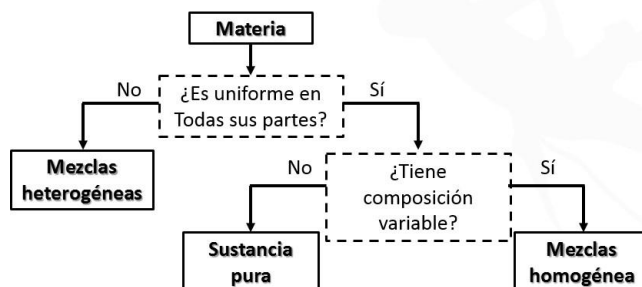 Materia
No
¿Es uniforme en
Todas sus partes?
Sí
Mezclas
heterogéneas
No
¿Tiene
composición
variable?
Sí
Sustancia
pura
Mezclas
homogénea